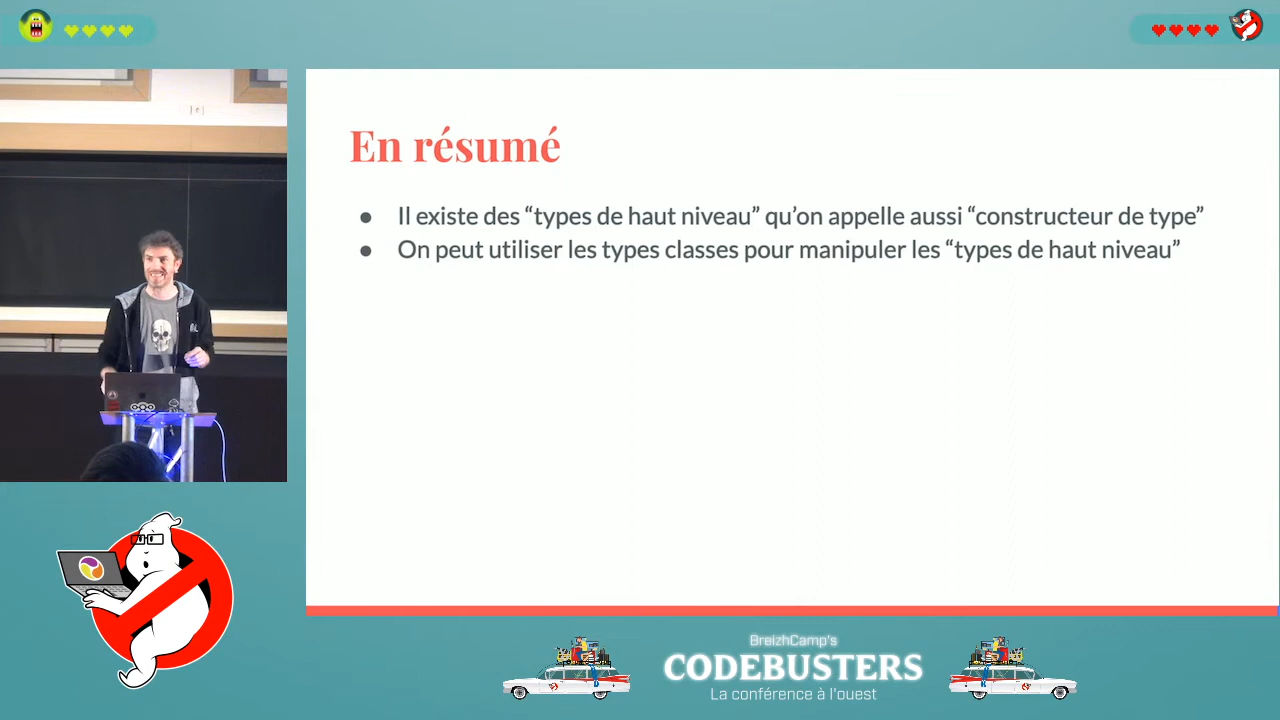 En résumé
● Il existe des “types de haut niveau” qu’on appelle aussi “constructeur de type”
● On peut utiliser les types classes pour manipuler les “types de haut niveau”
BreizhCamp's
CODEBUSTERS
La conférence à l'ouest